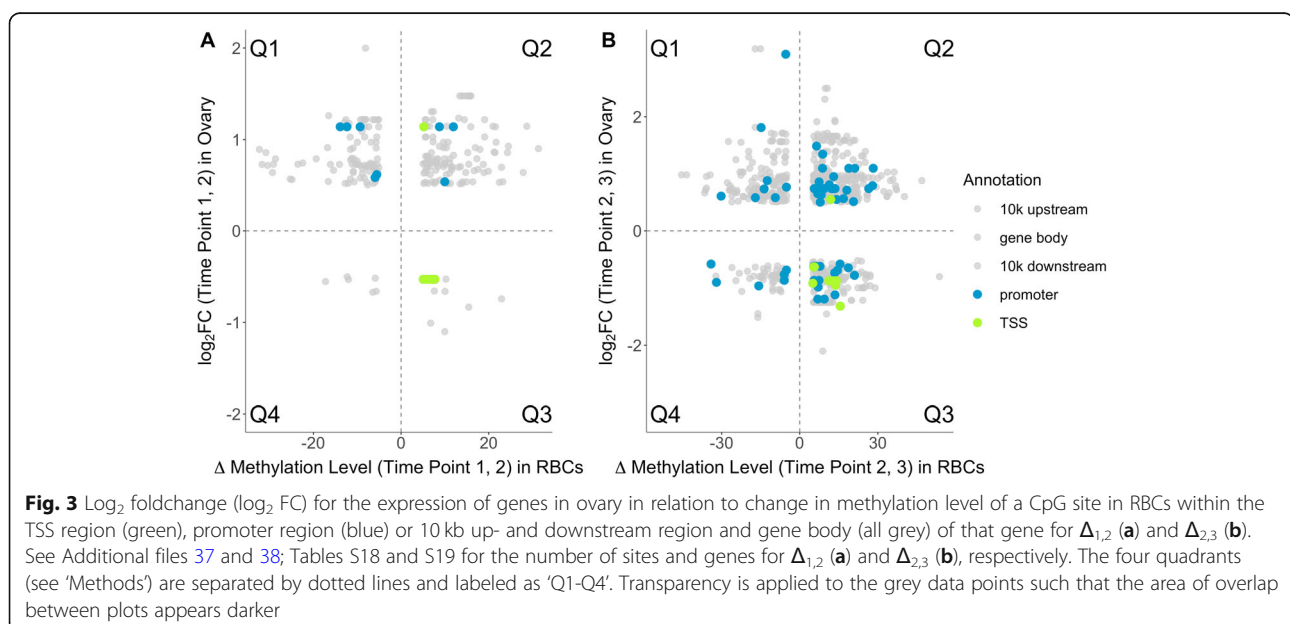 A
Q1
Q2
Q4
Q3
2
1
0
-1
-2
log₂FC (Time Point 1, 2) in Ovary
-20
0
20
Δ Methylation Level (Time Point 1, 2) in RBCs
B
Q1
Q2
Q4
Q3
2
0
-2
log₂FC (Time Point 2, 3) in Ovary
-30
0
30
Δ Methylation Level (Time Point 2, 3) in RBCs
Annotation
10k upstream
gene body
10k downstream
promoter
TSS
Fig. 3 Log₂ foldchange (log₂ FC) for the expression of genes in ovary in relation to change in methylation level of a CpG site in RBCs within the
TSS region (green), promoter region (blue) or 10 kb up- and downstream region and gene body (all grey) of that gene for Δ₁,₂ (a) and Δ₂,₃ (b).
See Additional files 37 and 38; Tables S18 and S19 for the number of sites and genes for Δ₁,₂ (a) and Δ₂,₃ (b), respectively. The four quadrants
(see ‘Methods’) are separated by dotted lines and labeled as ‘Q1-Q4’. Transparency is applied to the grey data points such that the area of overlap
between plots appears darker